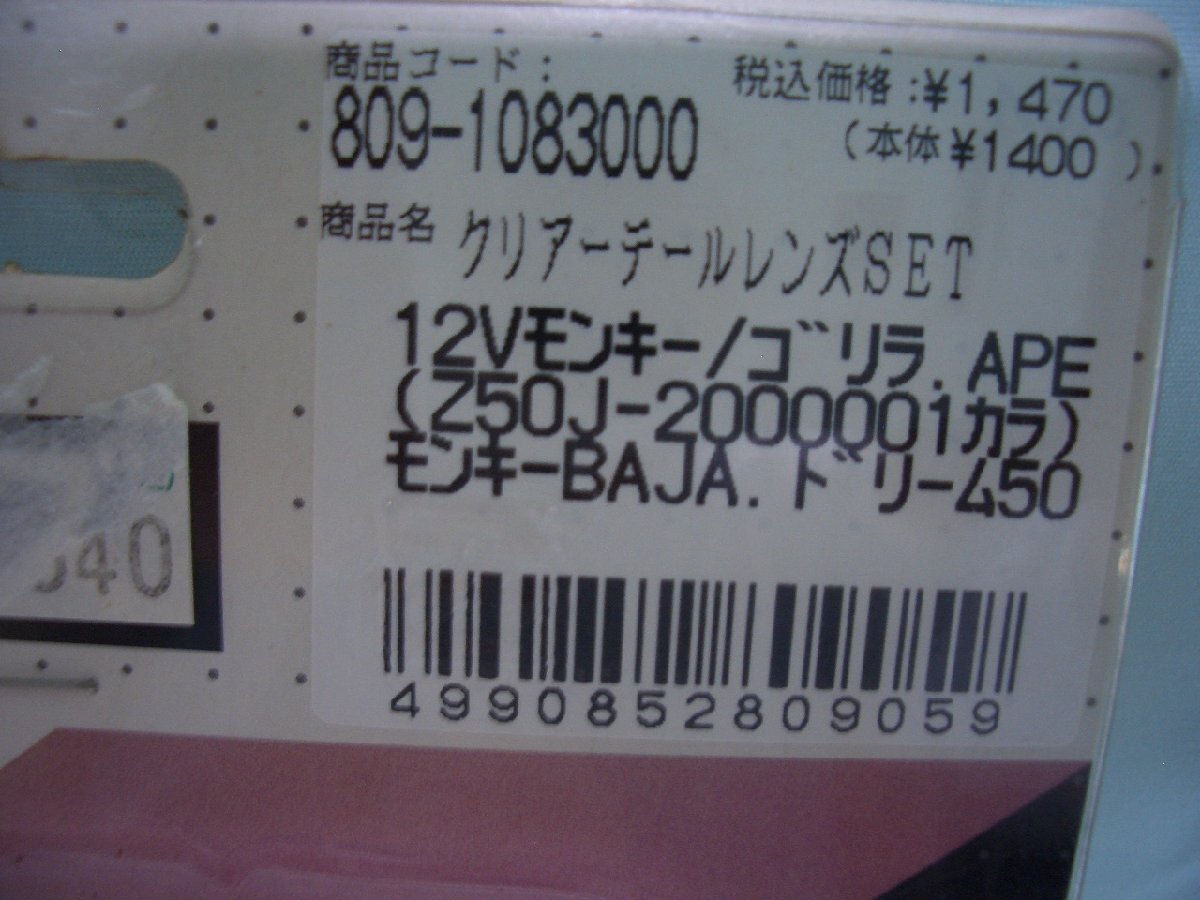 商品コード:
809-1083000
税込価格:¥1,470
(本体¥1400 )
商品名 クリアーテールレンズSET
12Vモンキー/ゴリラ.APE
(Z50J-2000001カラ)
モンキーBAJA.ドリーム50
40
4990852809059